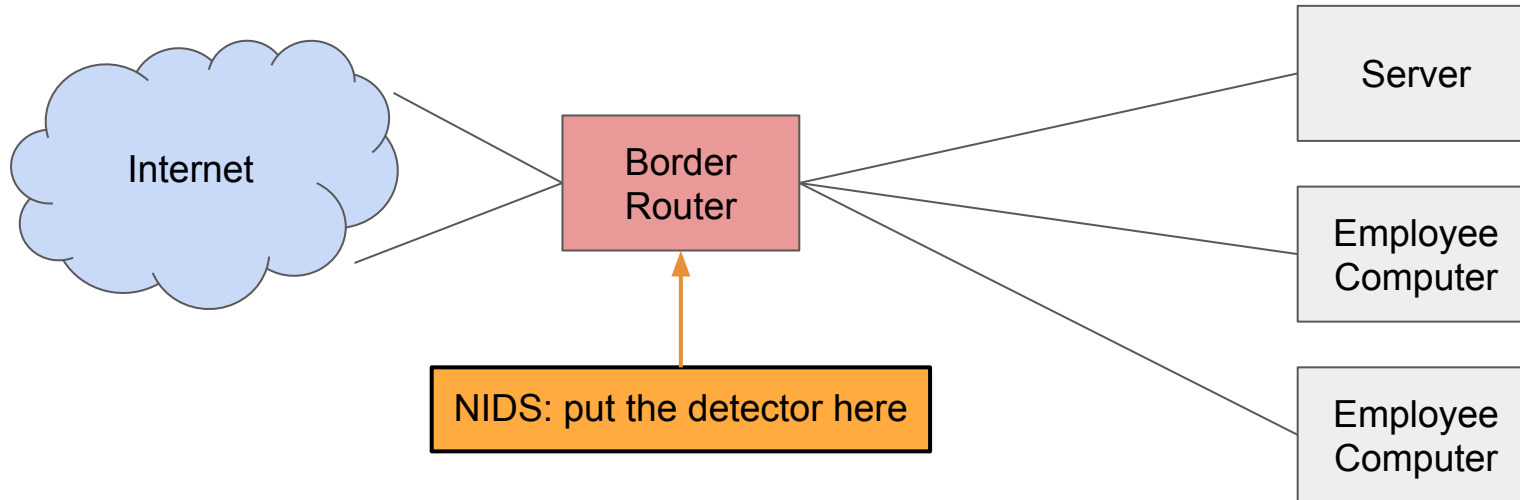 Internet
Border
Router
NIDS: put the detector here
Server
Employee
Computer
Employee
Computer